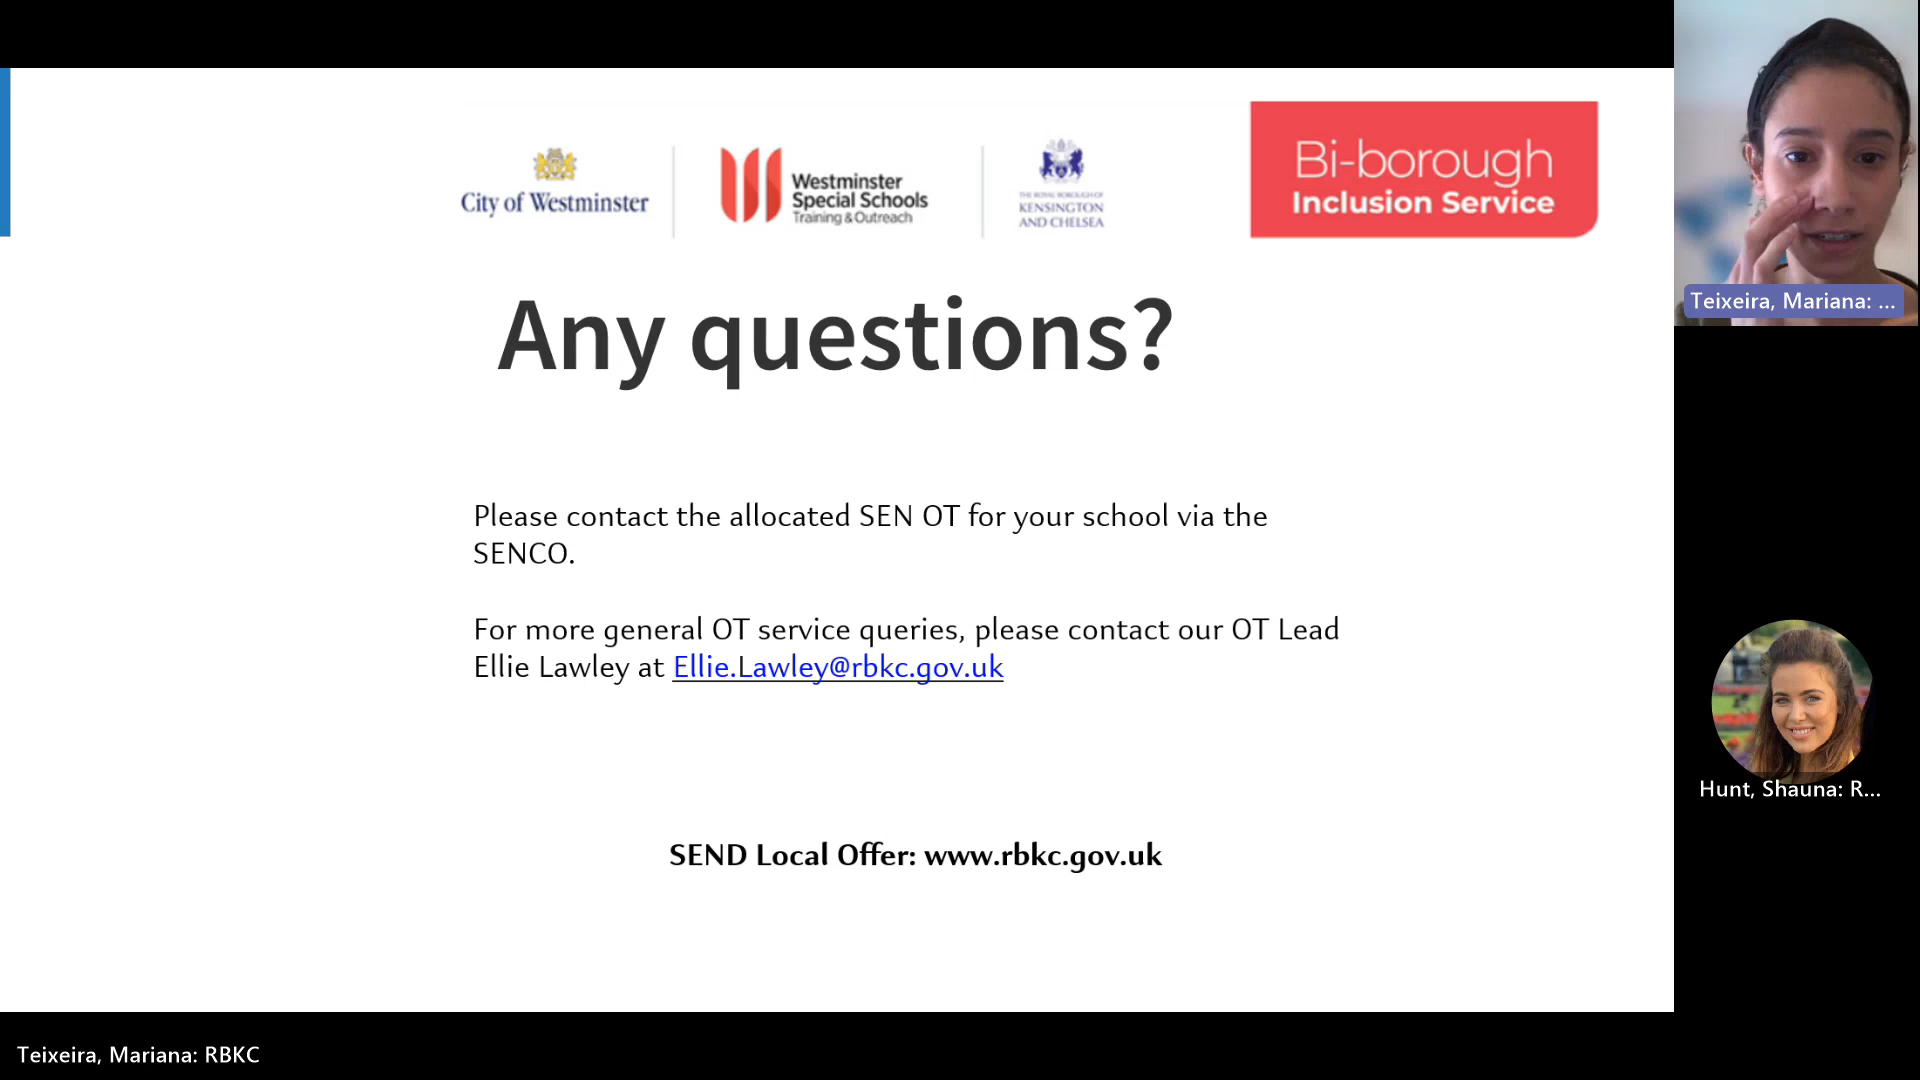 City of Westminster
Westminster
Special Schools
Training & Outreach
THE ROYAL BOROUGH OF
KENSINGTON
AND CHELSEA
Bi-borough
Inclusion Service
Teixeira, Mariana: ...
Any questions?
Please contact the allocated SEN OT for your school via the
SENCO.
For more general OT service queries, please contact our OT Lead
Ellie Lawley at Ellie.Lawley@rbkc.gov.uk
Hunt, Shauna: R...
SEND Local Offer: www.rbkc.gov.uk
Teixeira, Mariana: RBKC